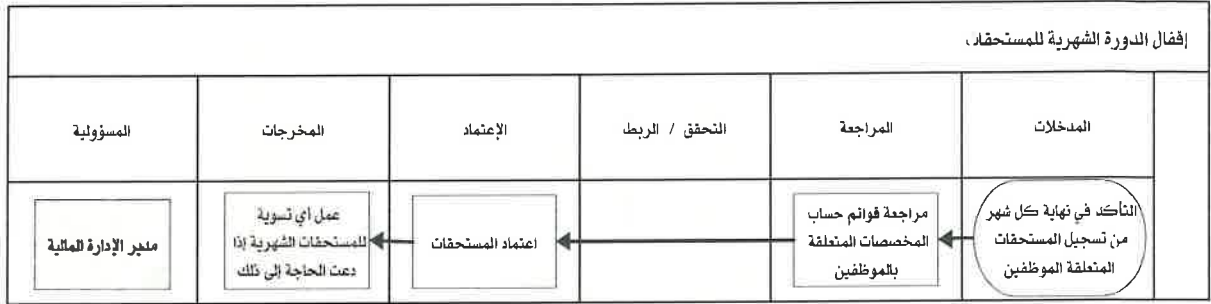 إقفال الدورة الشهرية للمستحقات
المدخلات
المراجعة
التحقق / الربط
الإعتماد
المخرجات
المسؤولية
التأكد في نهاية كل شهر
من تسجيل المستحقات
المتعلقة الموظفين
مراجعة قوائم حساب
المخصصات المتعلقة
بالموظفين
اعتماد المستحقات
عمل أي تسوية
للمستحقات الشهرية إذا
دعت الحاجة إلى ذلك
مدير الإدارة المالية